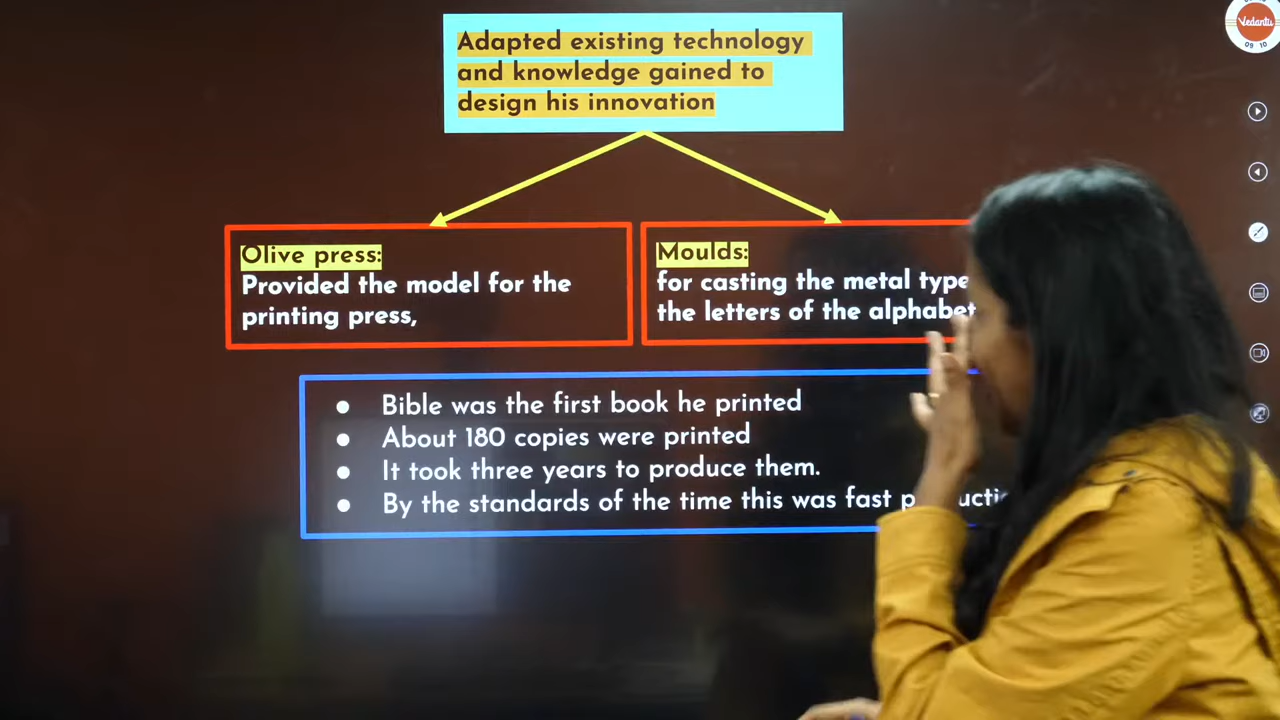 Adapted existing technology
and knowledge gained to
design his innovation
Vedantu
09 10
Olive press:
Provided the model for the
printing press,
Moulds:
for casting the metal type
the letters of the alphabet
● Bible was the first book he printed
● About 180 copies were printed
● It took three years to produce them.
● By the standards of the time this was fast